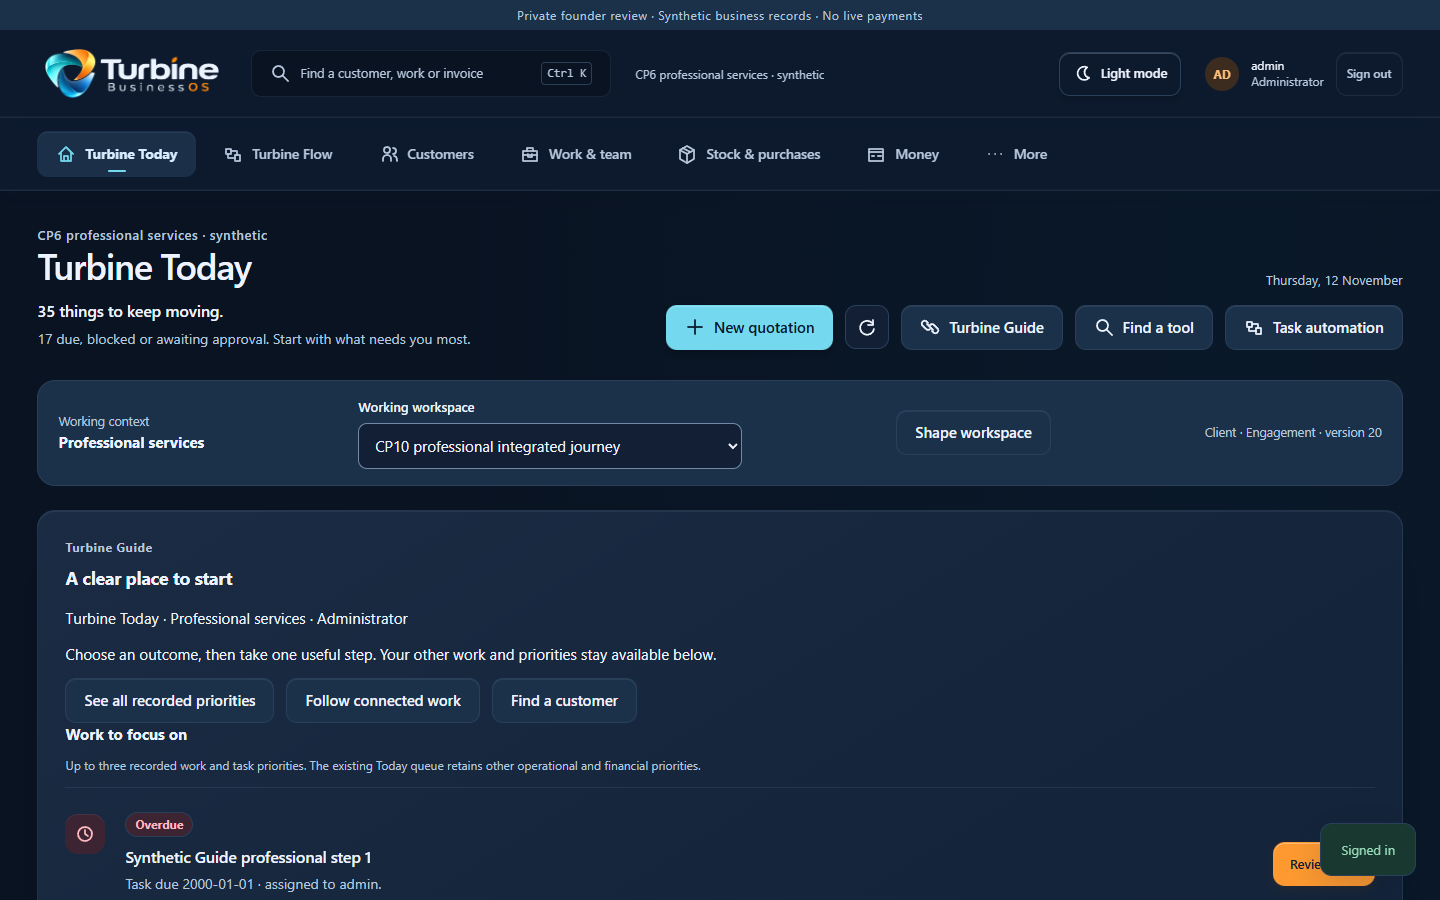 Private founder review · Synthetic business records · No live payments
Turbine
BusinessOS
Find a customer, work or invoice
Ctrl K
CP6 professional services · synthetic
Light mode
AD
admin
Administrator
Sign out
Turbine Today
Turbine Flow
Customers
Work & team
Stock & purchases
Money
··· More
CP6 professional services · synthetic
Turbine Today
Thursday, 12 November
35 things to keep moving.
17 due, blocked or awaiting approval. Start with what needs you most.
New quotation
Turbine Guide
Find a tool
Task automation
Working context
Professional services
Working workspace
CP10 professional integrated journey
Shape workspace
Client · Engagement · version 20
Turbine Guide
A clear place to start
Turbine Today · Professional services · Administrator
Choose an outcome, then take one useful step. Your other work and priorities stay available below.
See all recorded priorities
Follow connected work
Find a customer
Work to focus on
Up to three recorded work and task priorities. The existing Today queue retains other operational and financial priorities.
Overdue
Synthetic Guide professional step 1
Task due 2000-01-01 · assigned to admin.
Signed in